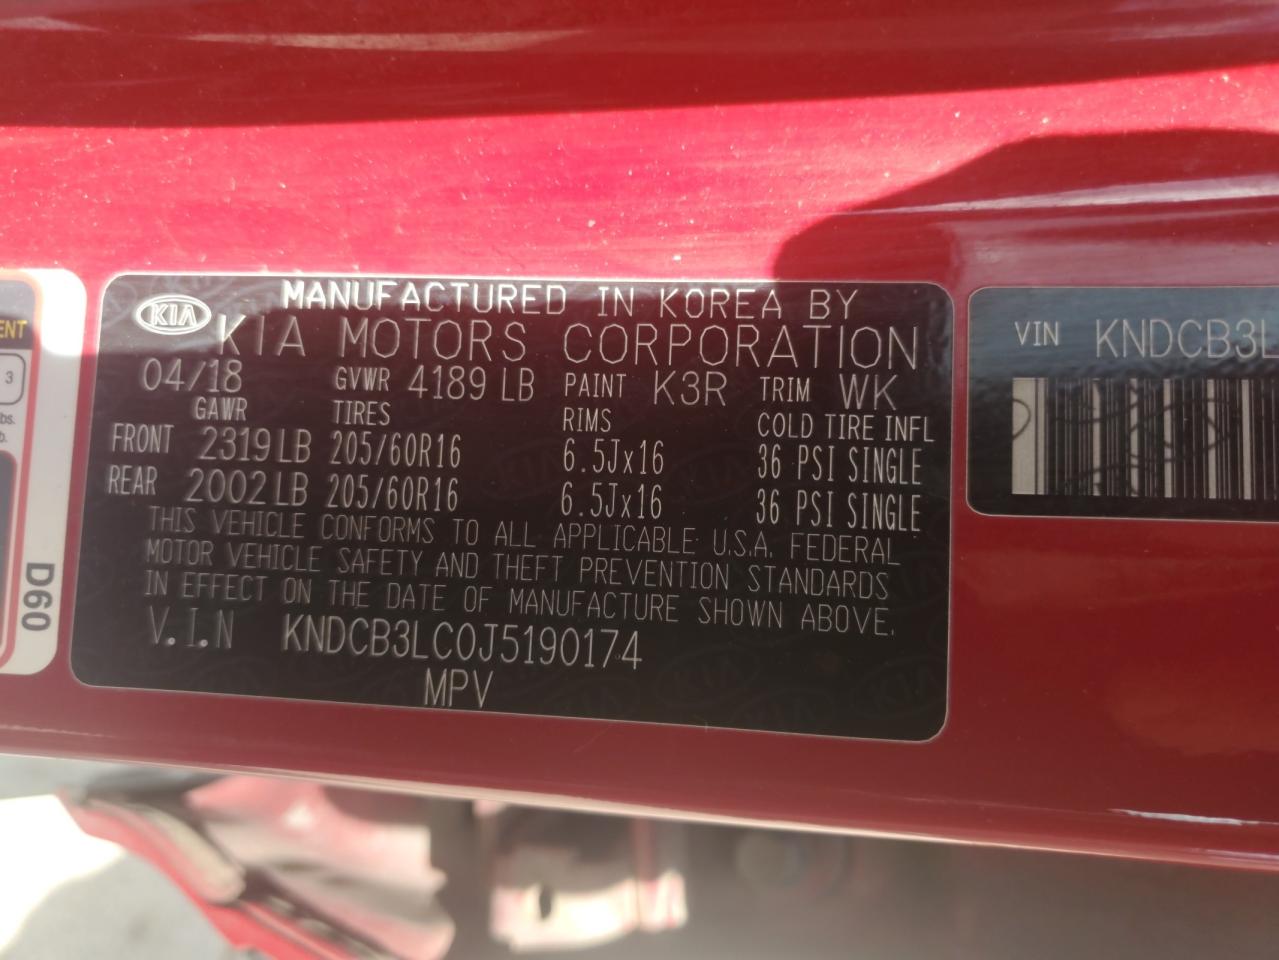 MANUFACTURED IN KOREA BY
KIA
KIA MOTORS CORPORATION
04/18 GVWR 4189 LB PAINT K3R TRIM WK
GAWR TIRES RIMS COLD TIRE INFL
FRONT 2319 LB 205/60R16 6.5Jx16 36 PSI SINGLE
REAR 2002 LB 205/60R16 6.5Jx16 36 PSI SINGLE
THIS VEHICLE CONFORMS TO ALL APPLICABLE U.S.A. FEDERAL
MOTOR VEHICLE SAFETY AND THEFT PREVENTION STANDARDS
IN EFFECT ON THE DATE OF MANUFACTURE SHOWN ABOVE.
V.I.N KNDCB3LC0J5190174
MPV
VIN KNDCB3L
ENT
3
bs.
b.
D60